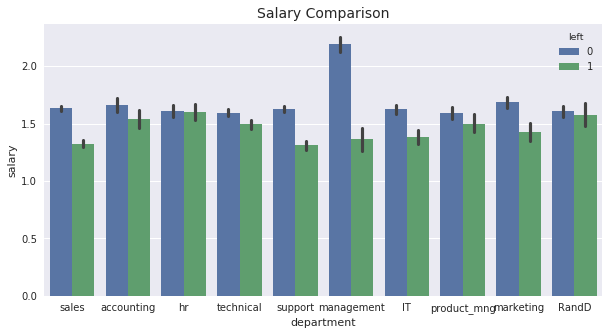 Salary Comparison
left
0
1
2.0
1.5
1.0
0.5
0.0
salary
sales accounting hr technical support management IT product_mng marketing RandD
department